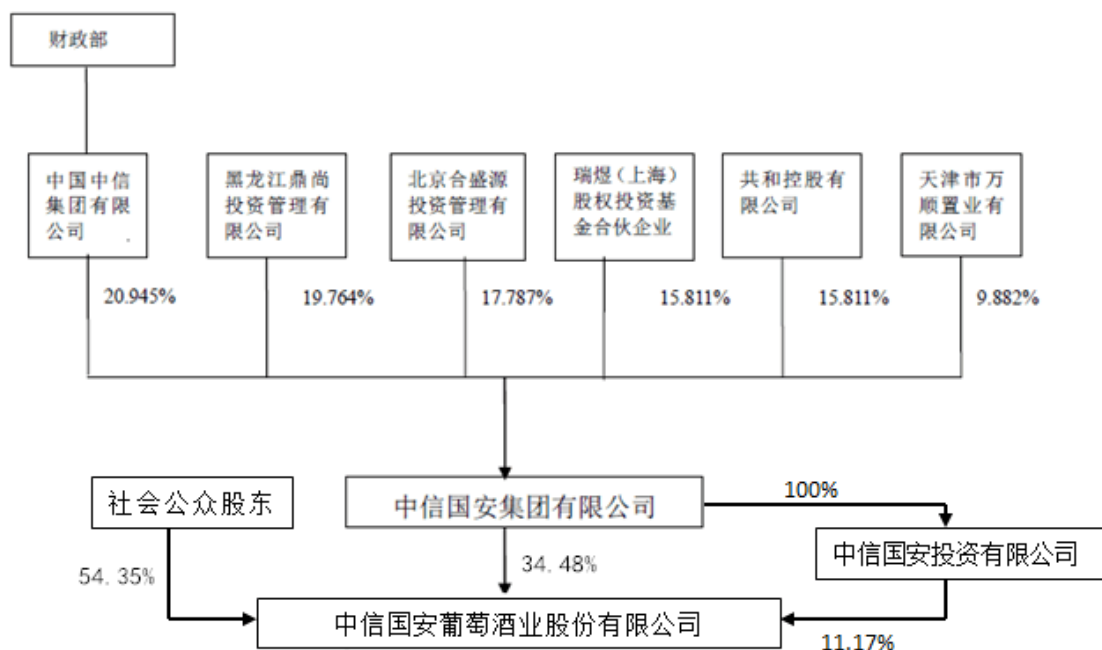 财政部
中国中信
集团有限
公司
黑龙江鼎尚
投资管理有
限公司
北京合盛源
投资管理有
限公司
瑞煜（上海）
股权投资基
金合伙企业
共和控股有
限公司
天津市万
顺置业有
限公司
20.945%
19.764%
17.787%
15.811%
15.811%
9.882%
社会公众股东
中信国安集团有限公司
100%
中信国安投资有限公司
54.35%
34.48%
中信国安葡萄酒业股份有限公司
11.17%